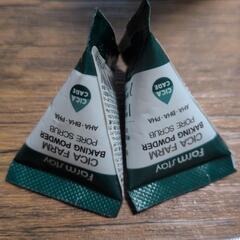 Farm stay
CICA FARM
BAKING POWDER
PORE SCRUB
AHA·BHA·PHA
CICA
CARE
Farm stay
CICA FARM
BAKING POWDER
PORE SCRUB
AHA·BHA·PHA
CICA
CARE